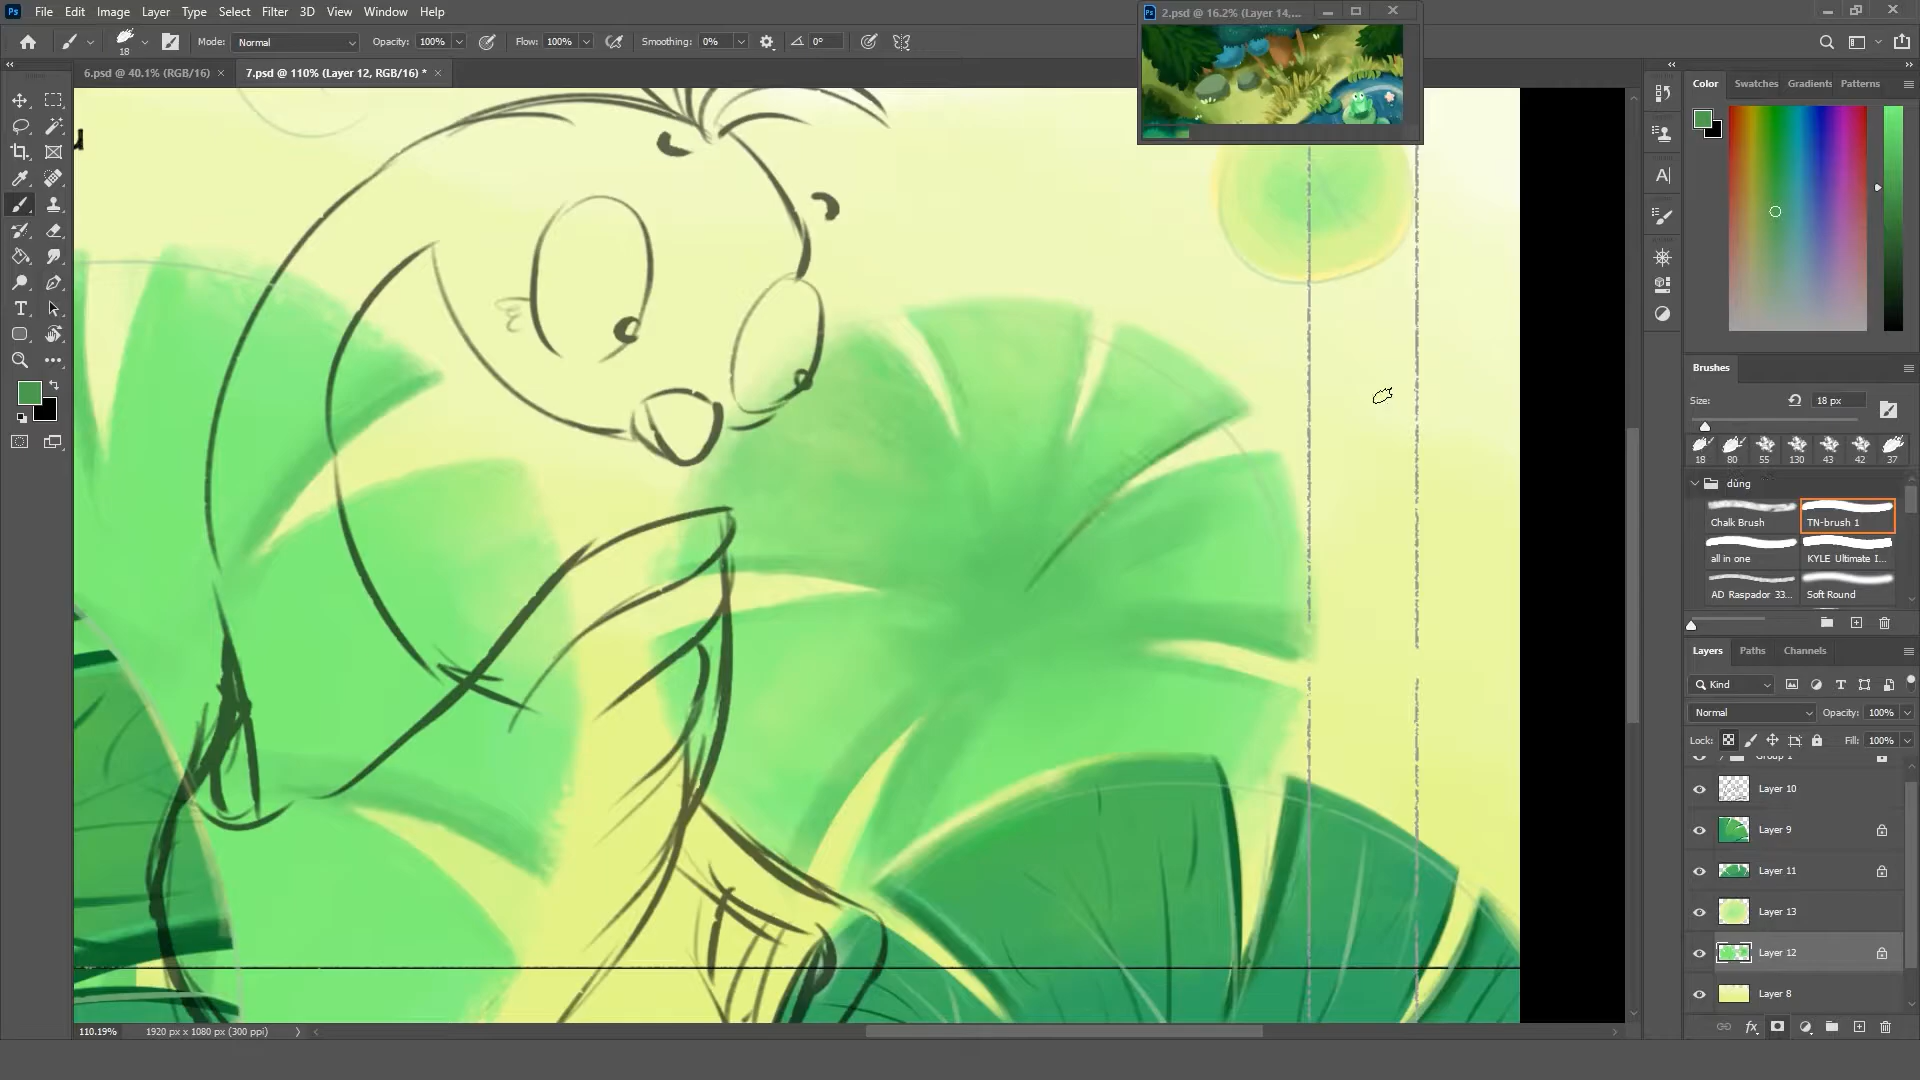 Ps File Edit Image Layer Type Select Filter 3D View Window Help
Ps 2.psd @ 16.2% (Layer 14,...
18 Mode: Normal Opacity: 100% Flow: 100% Smoothing: 0% 0°
6.psd @ 40.1% (RGB/16) × 7.psd @ 110% (Layer 12, RGB/16) * ×
Color Swatches Gradients Patterns
Brushes
Size: 18 px
18 80 55 130 43 42 37
dùng
Chalk Brush TN-brush 1
all in one KYLE Ultimate I...
AD Raspador 33... Soft Round
Layers Paths Channels
Kind
Normal Opacity: 100%
Lock: Fill: 100%
Group 1
Layer 10
Layer 9
Layer 11
Layer 13
Layer 12
Layer 8
110.19% 1920 px x 1080 px (300 ppi)